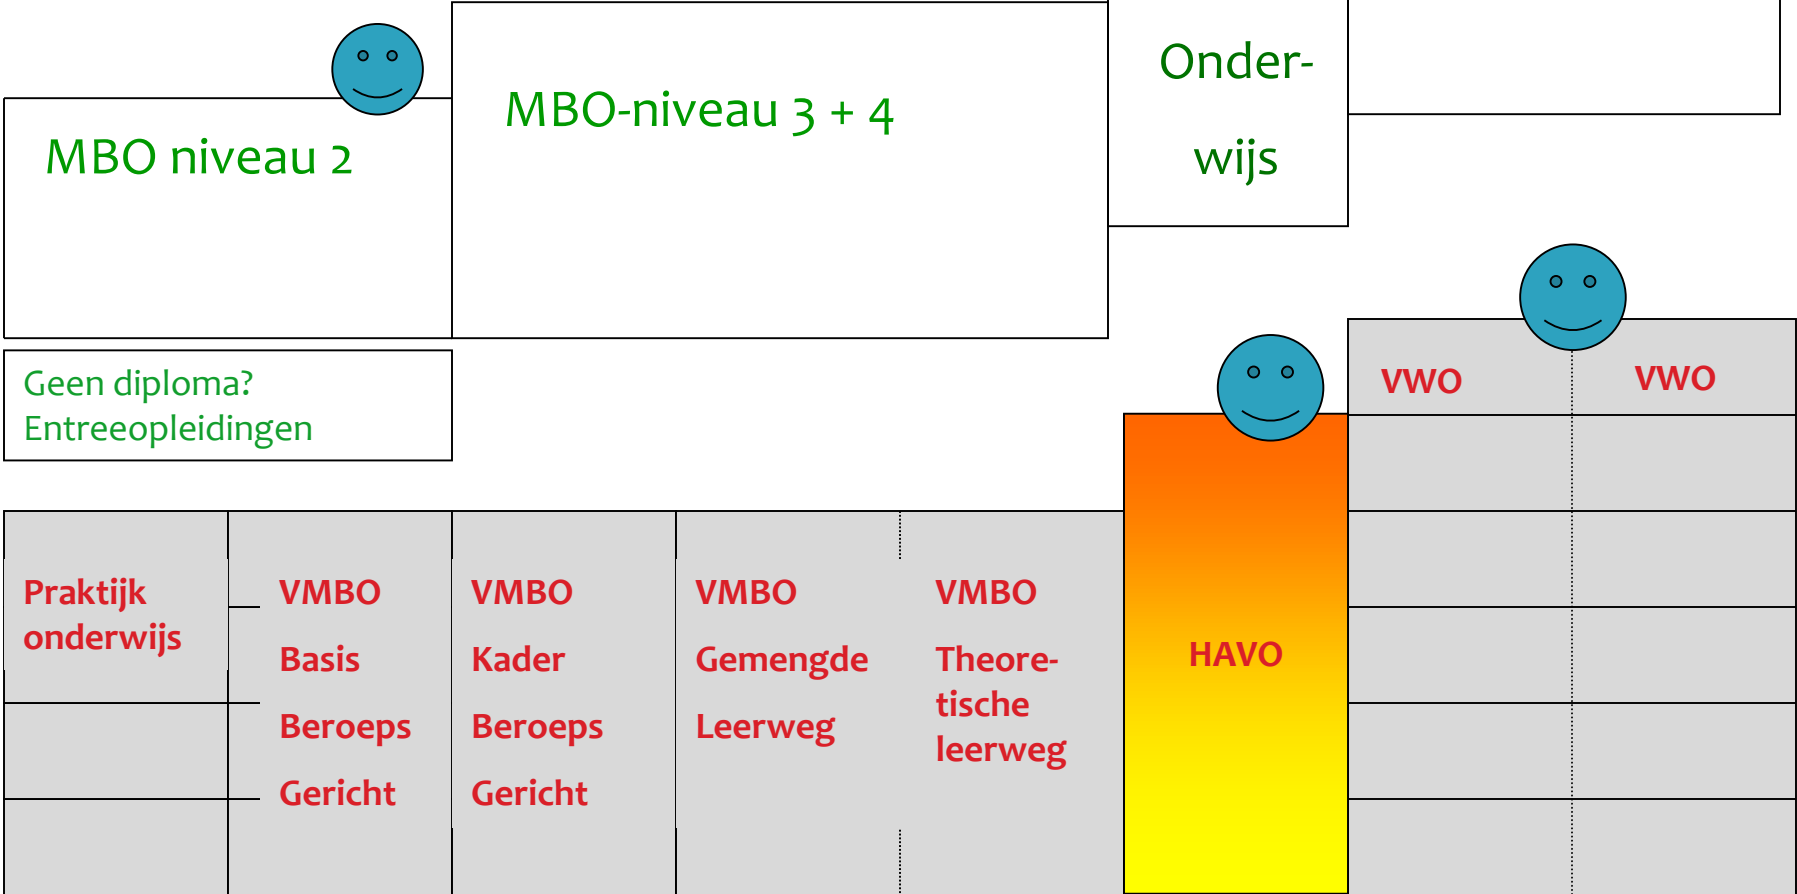 MBO niveau 2
MBO-niveau 3 + 4
Onder-
wijs
Geen diploma?
Entreeopleidingen
VWO
VWO
Praktijk
onderwijs
VMBO
Basis
Beroeps
Gericht
VMBO
Kader
Beroeps
Gericht
VMBO
Gemengde
Leerweg
VMBO
Theore-
tische
leerweg
HAVO